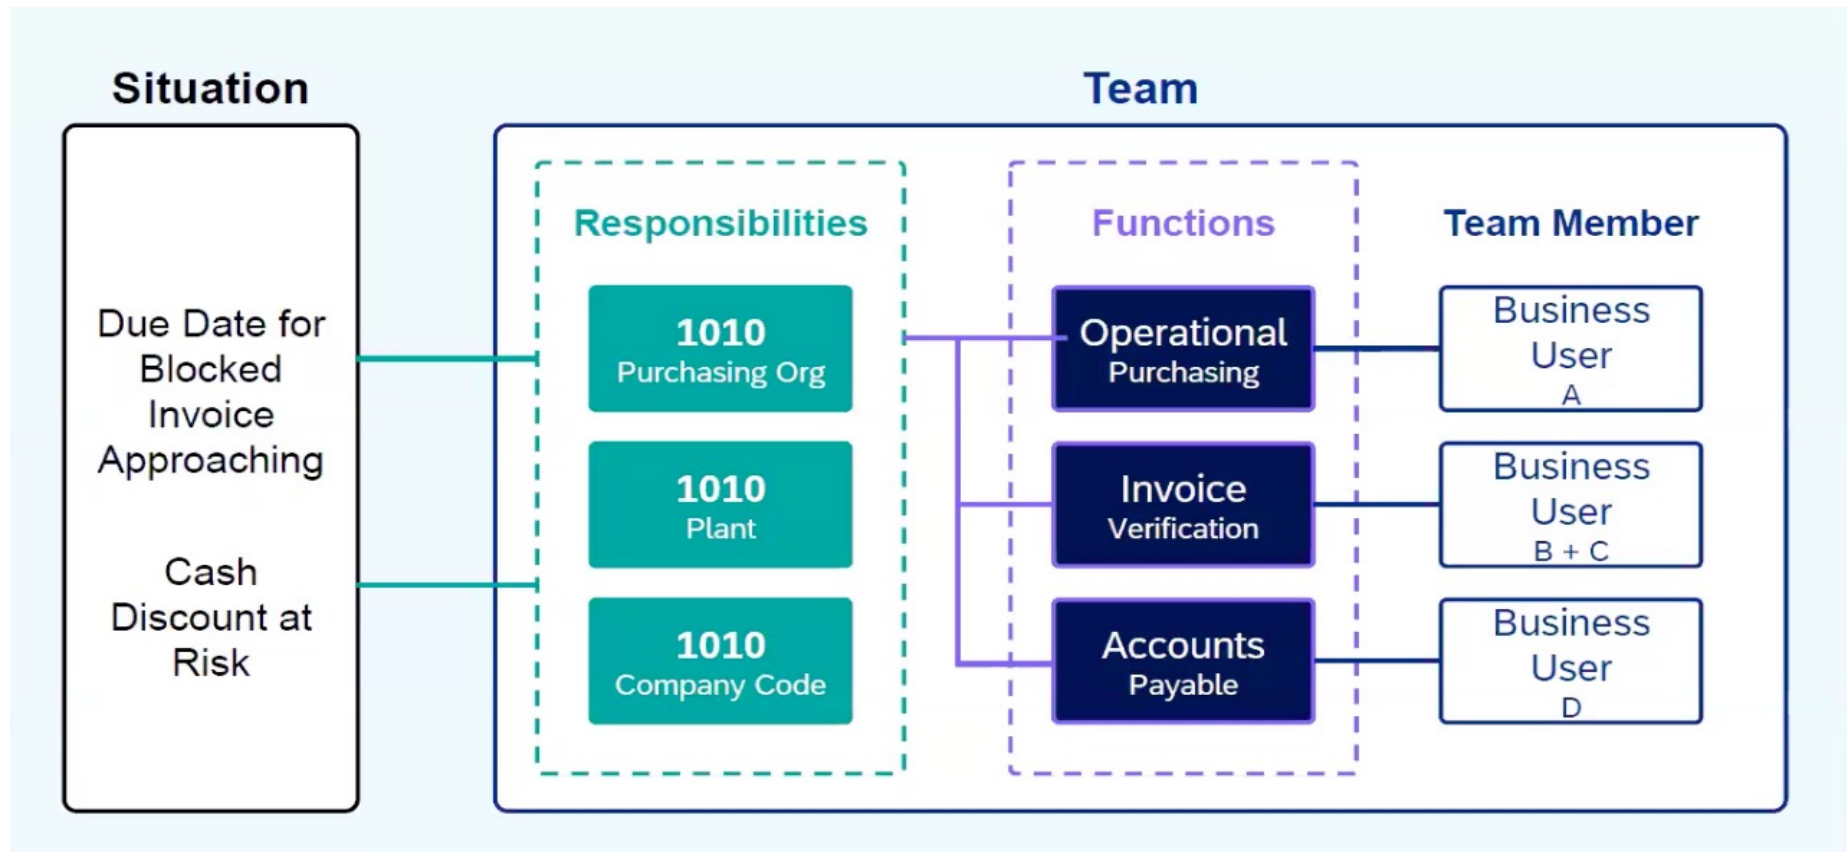 Situation
Team
Due Date for
Blocked
Invoice
Approaching
Cash
Discount at
Risk
Responsibilities
1010
Purchasing Org
1010
Plant
1010
Company Code
Functions
Operational
Purchasing
Invoice
Verification
Accounts
Payable
Team Member
Business
User
A
Business
User
B + C
Business
User
D